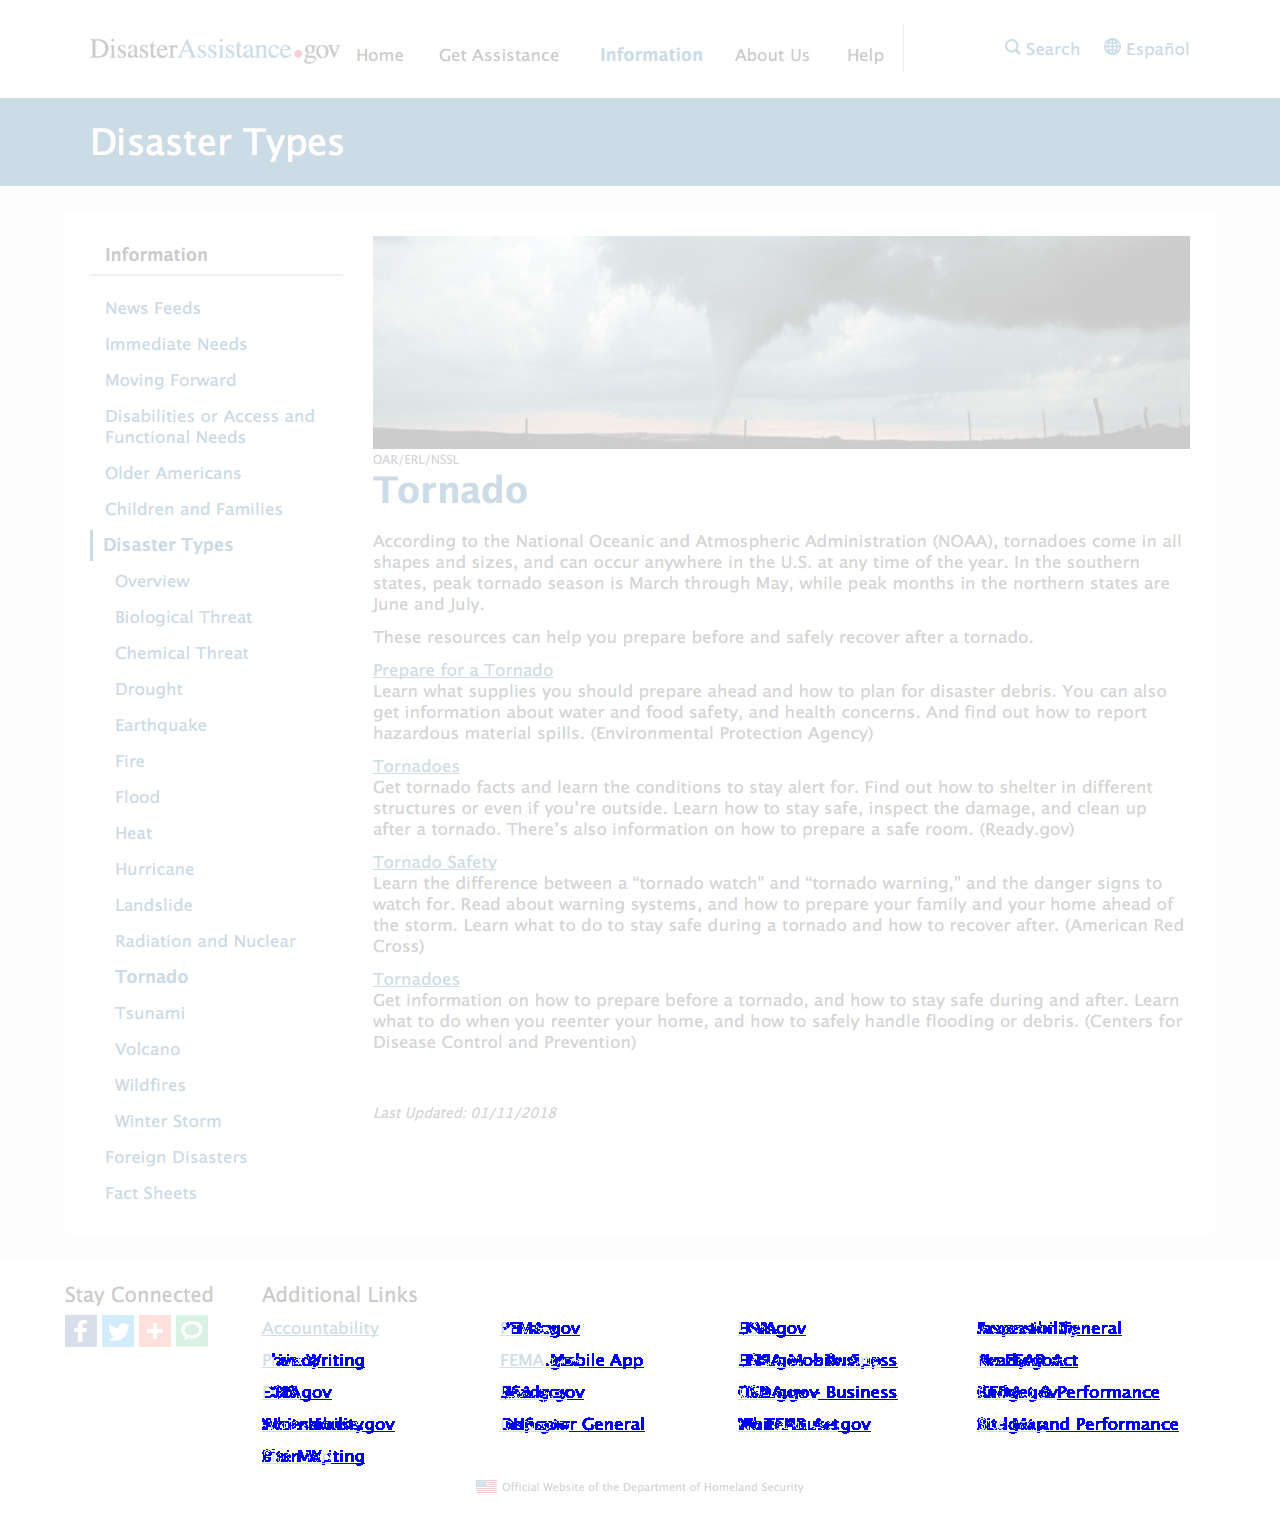 DisasterAssistance.gov
Home
Get Assistance
Information
About Us
Help
Search
Español
Disaster Types
Information
News Feeds
Immediate Needs
Moving Forward
Disabilities or Access and
Functional Needs
Older Americans
Children and Families
Disaster Types
Overview
Biological Threat
Chemical Threat
Drought
Earthquake
Fire
Flood
Heat
Hurricane
Landslide
Radiation and Nuclear
Tornado
Tsunami
Volcano
Wildfires
Winter Storm
Foreign Disasters
Fact Sheets
OAR/ERL/NSSL
Tornado
According to the National Oceanic and Atmospheric Administration (NOAA), tornadoes come in all
shapes and sizes, and can occur anywhere in the U.S. at any time of the year. In the southern
states, peak tornado season is March through May, while peak months in the northern states are
June and July.
These resources can help you prepare before and safely recover after a tornado.
Prepare for a Tornado
Learn what supplies you should prepare ahead and how to plan for disaster debris. You can also
get information about water and food safety, and health concerns. And find out how to report
hazardous material spills. (Environmental Protection Agency)
Tornadoes
Get tornado facts and learn the conditions to stay alert for. Find out how to shelter in different
structures or even if you’re outside. Learn how to stay safe, inspect the damage, and clean up
after a tornado. There’s also information on how to prepare a safe room. (Ready.gov)
Tornado Safety
Learn the difference between a “tornado watch” and “tornado warning,” and the danger signs to
watch for. Read about warning systems, and how to prepare your family and your home ahead of
the storm. Learn what to do to stay safe during a tornado and how to recover after. (American Red
Cross)
Tornadoes
Get information on how to prepare before a tornado, and how to stay safe during and after. Learn
what to do when you reenter your home, and how to safely handle flooding or debris. (Centers for
Disease Control and Prevention)
Last Updated: 01/11/2018
Stay Connected
Additional Links
Accountability
Writing
FEMA Mobile App
Business
General
Performance
Official Website of the Department of Homeland Security